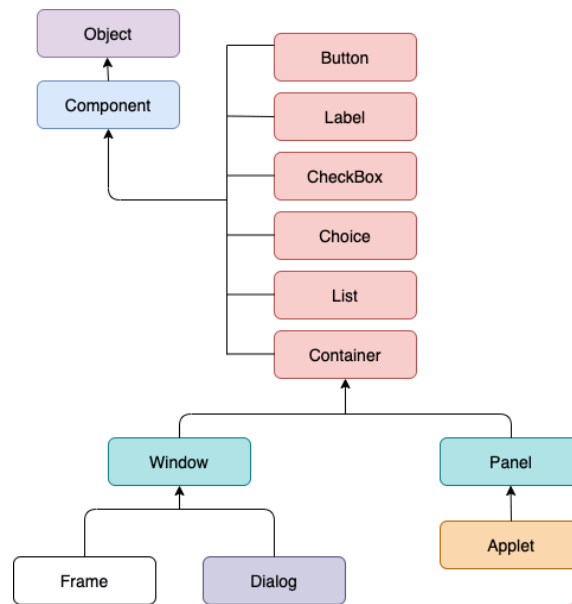 Object
Component
Button
Label
CheckBox
Choice
List
Container
Window
Panel
Frame
Dialog
Applet